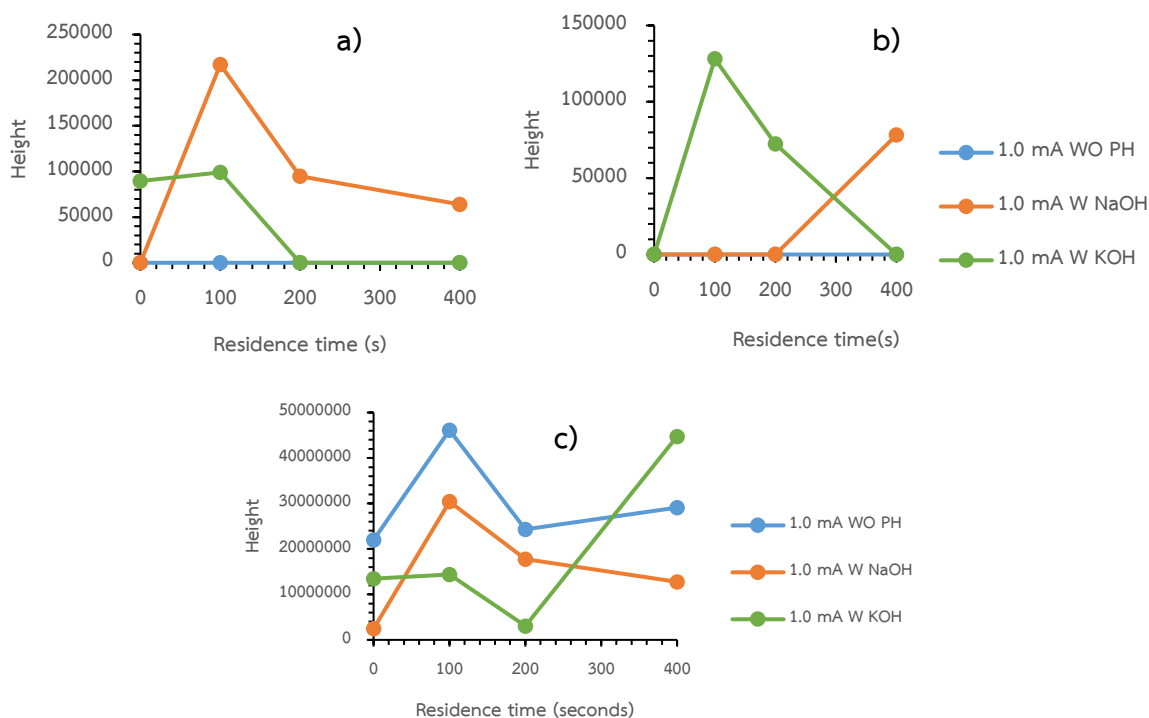 a)
250000
200000
150000
100000
50000
0
Height
0 100 200 300 400
Residence time (s)
b)
150000
100000
50000
0
Height
0 100 200 300 400
Residence time(s)
1.0 mA WO PH
1.0 mA W NaOH
1.0 mA W KOH
c)
50000000
40000000
30000000
20000000
10000000
0
Height
0 100 200 300 400
Residence time (seconds)
1.0 mA WO PH
1.0 mA W NaOH
1.0 mA W KOH